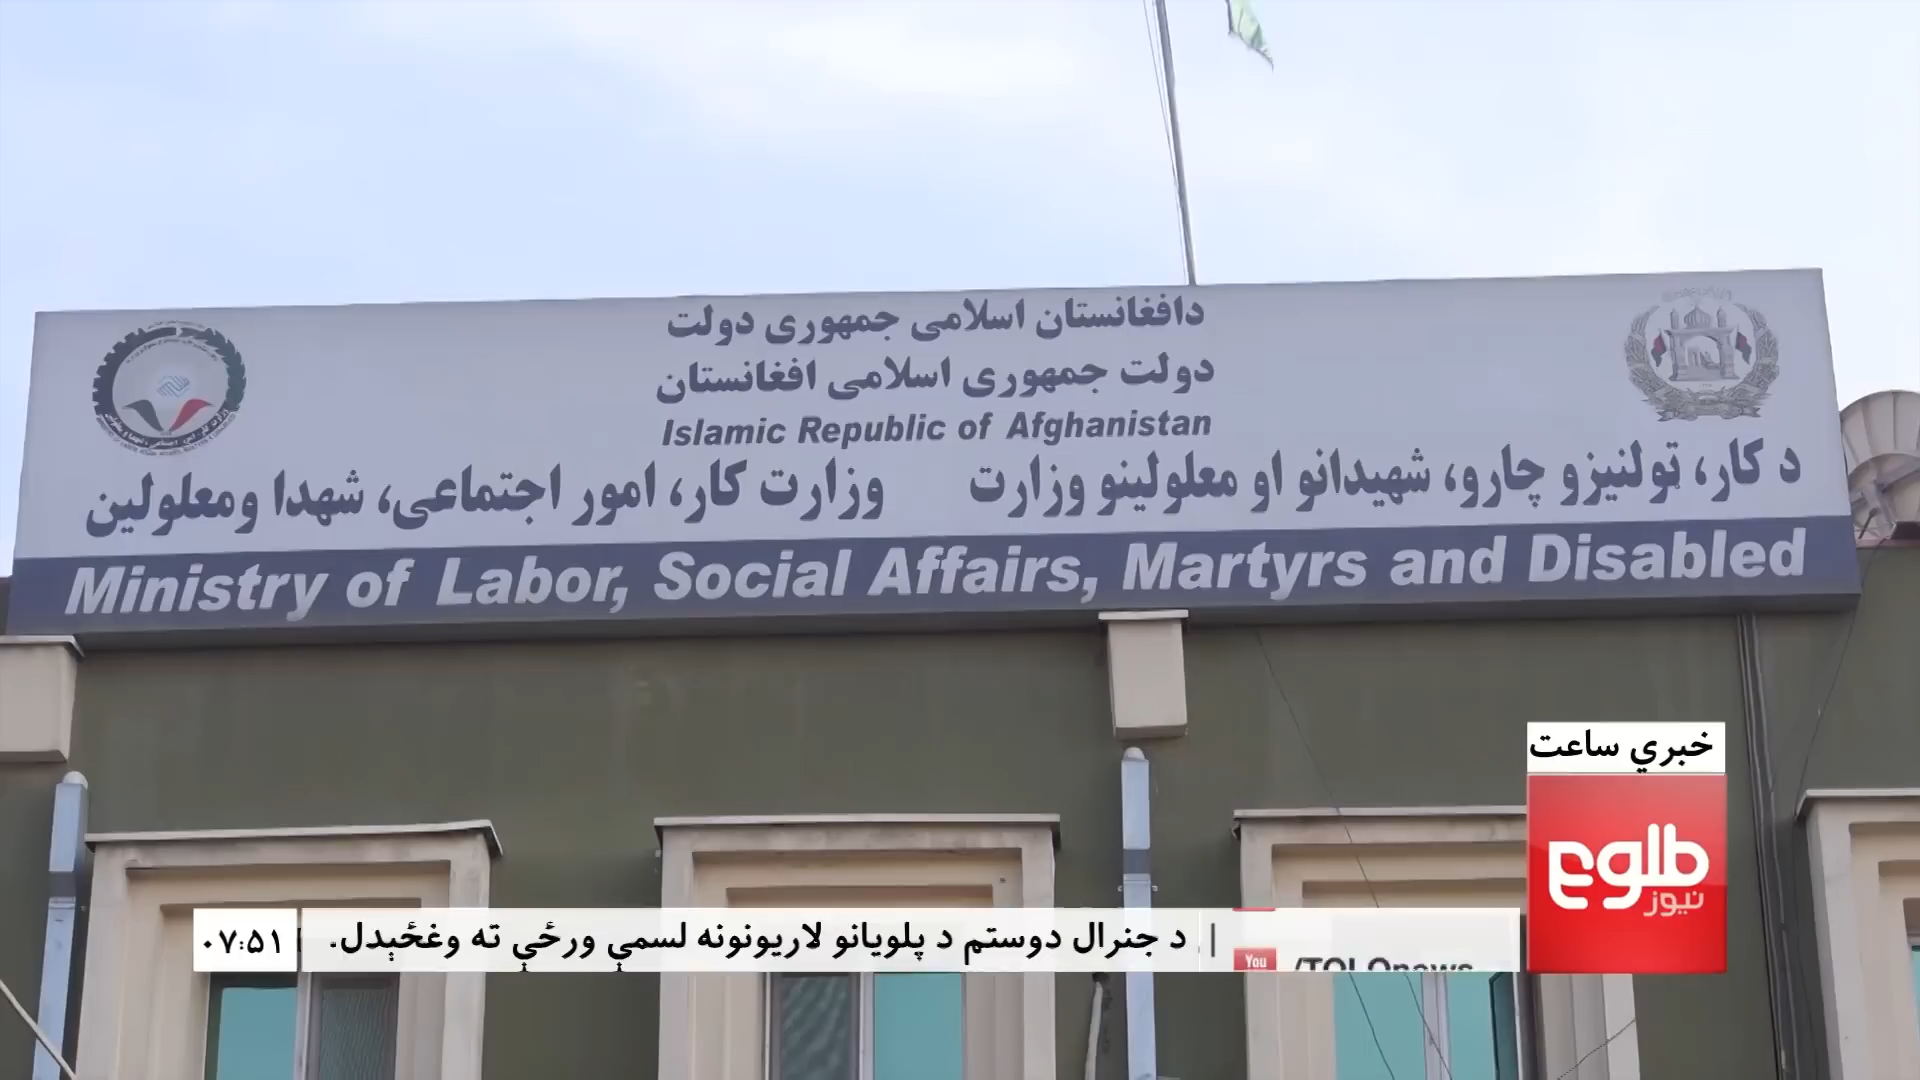 دافغانستان اسلامی جمهوری دولت
دولت جمهوری اسلامی افغانستان
Islamic Republic of Afghanistan
د کار، ټولنیزو چارو، شهیدانو او معلولینو وزارت
وزارت کار، امور اجتماعی، شهدا ومعلولین
Ministry of Labor, Social Affairs, Martyrs and Disabled
خبري ساعت
طلوع
نیوز
د جنرال دوستم د پلویانو لاریونونه لسمې ورځې ته وغځېدل.
۰۷:۵۱
You
/TOLOnews